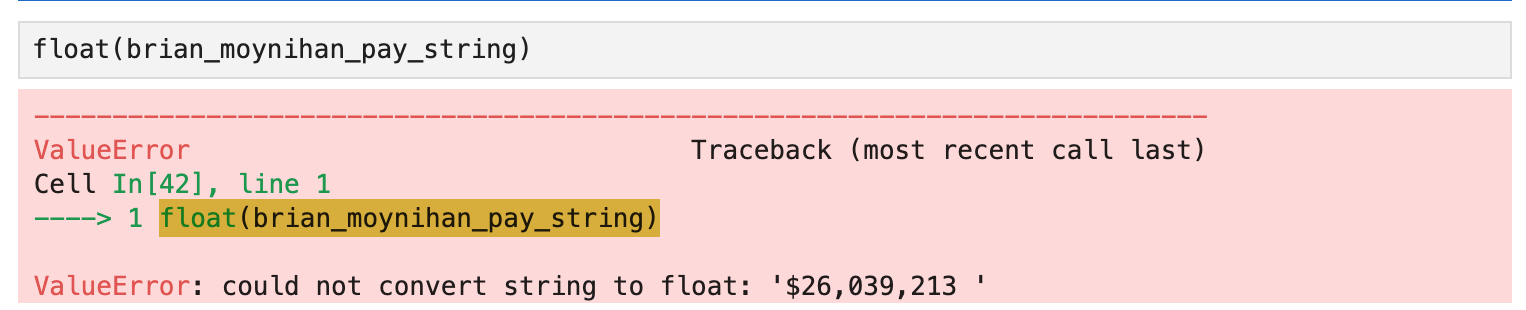 float(brian_moynihan_pay_string)
---------------------------------------------------------------------------
ValueError                                Traceback (most recent call last)
Cell In[42], line 1
----> 1 float(brian_moynihan_pay_string)
ValueError: could not convert string to float: '$26,039,213 '